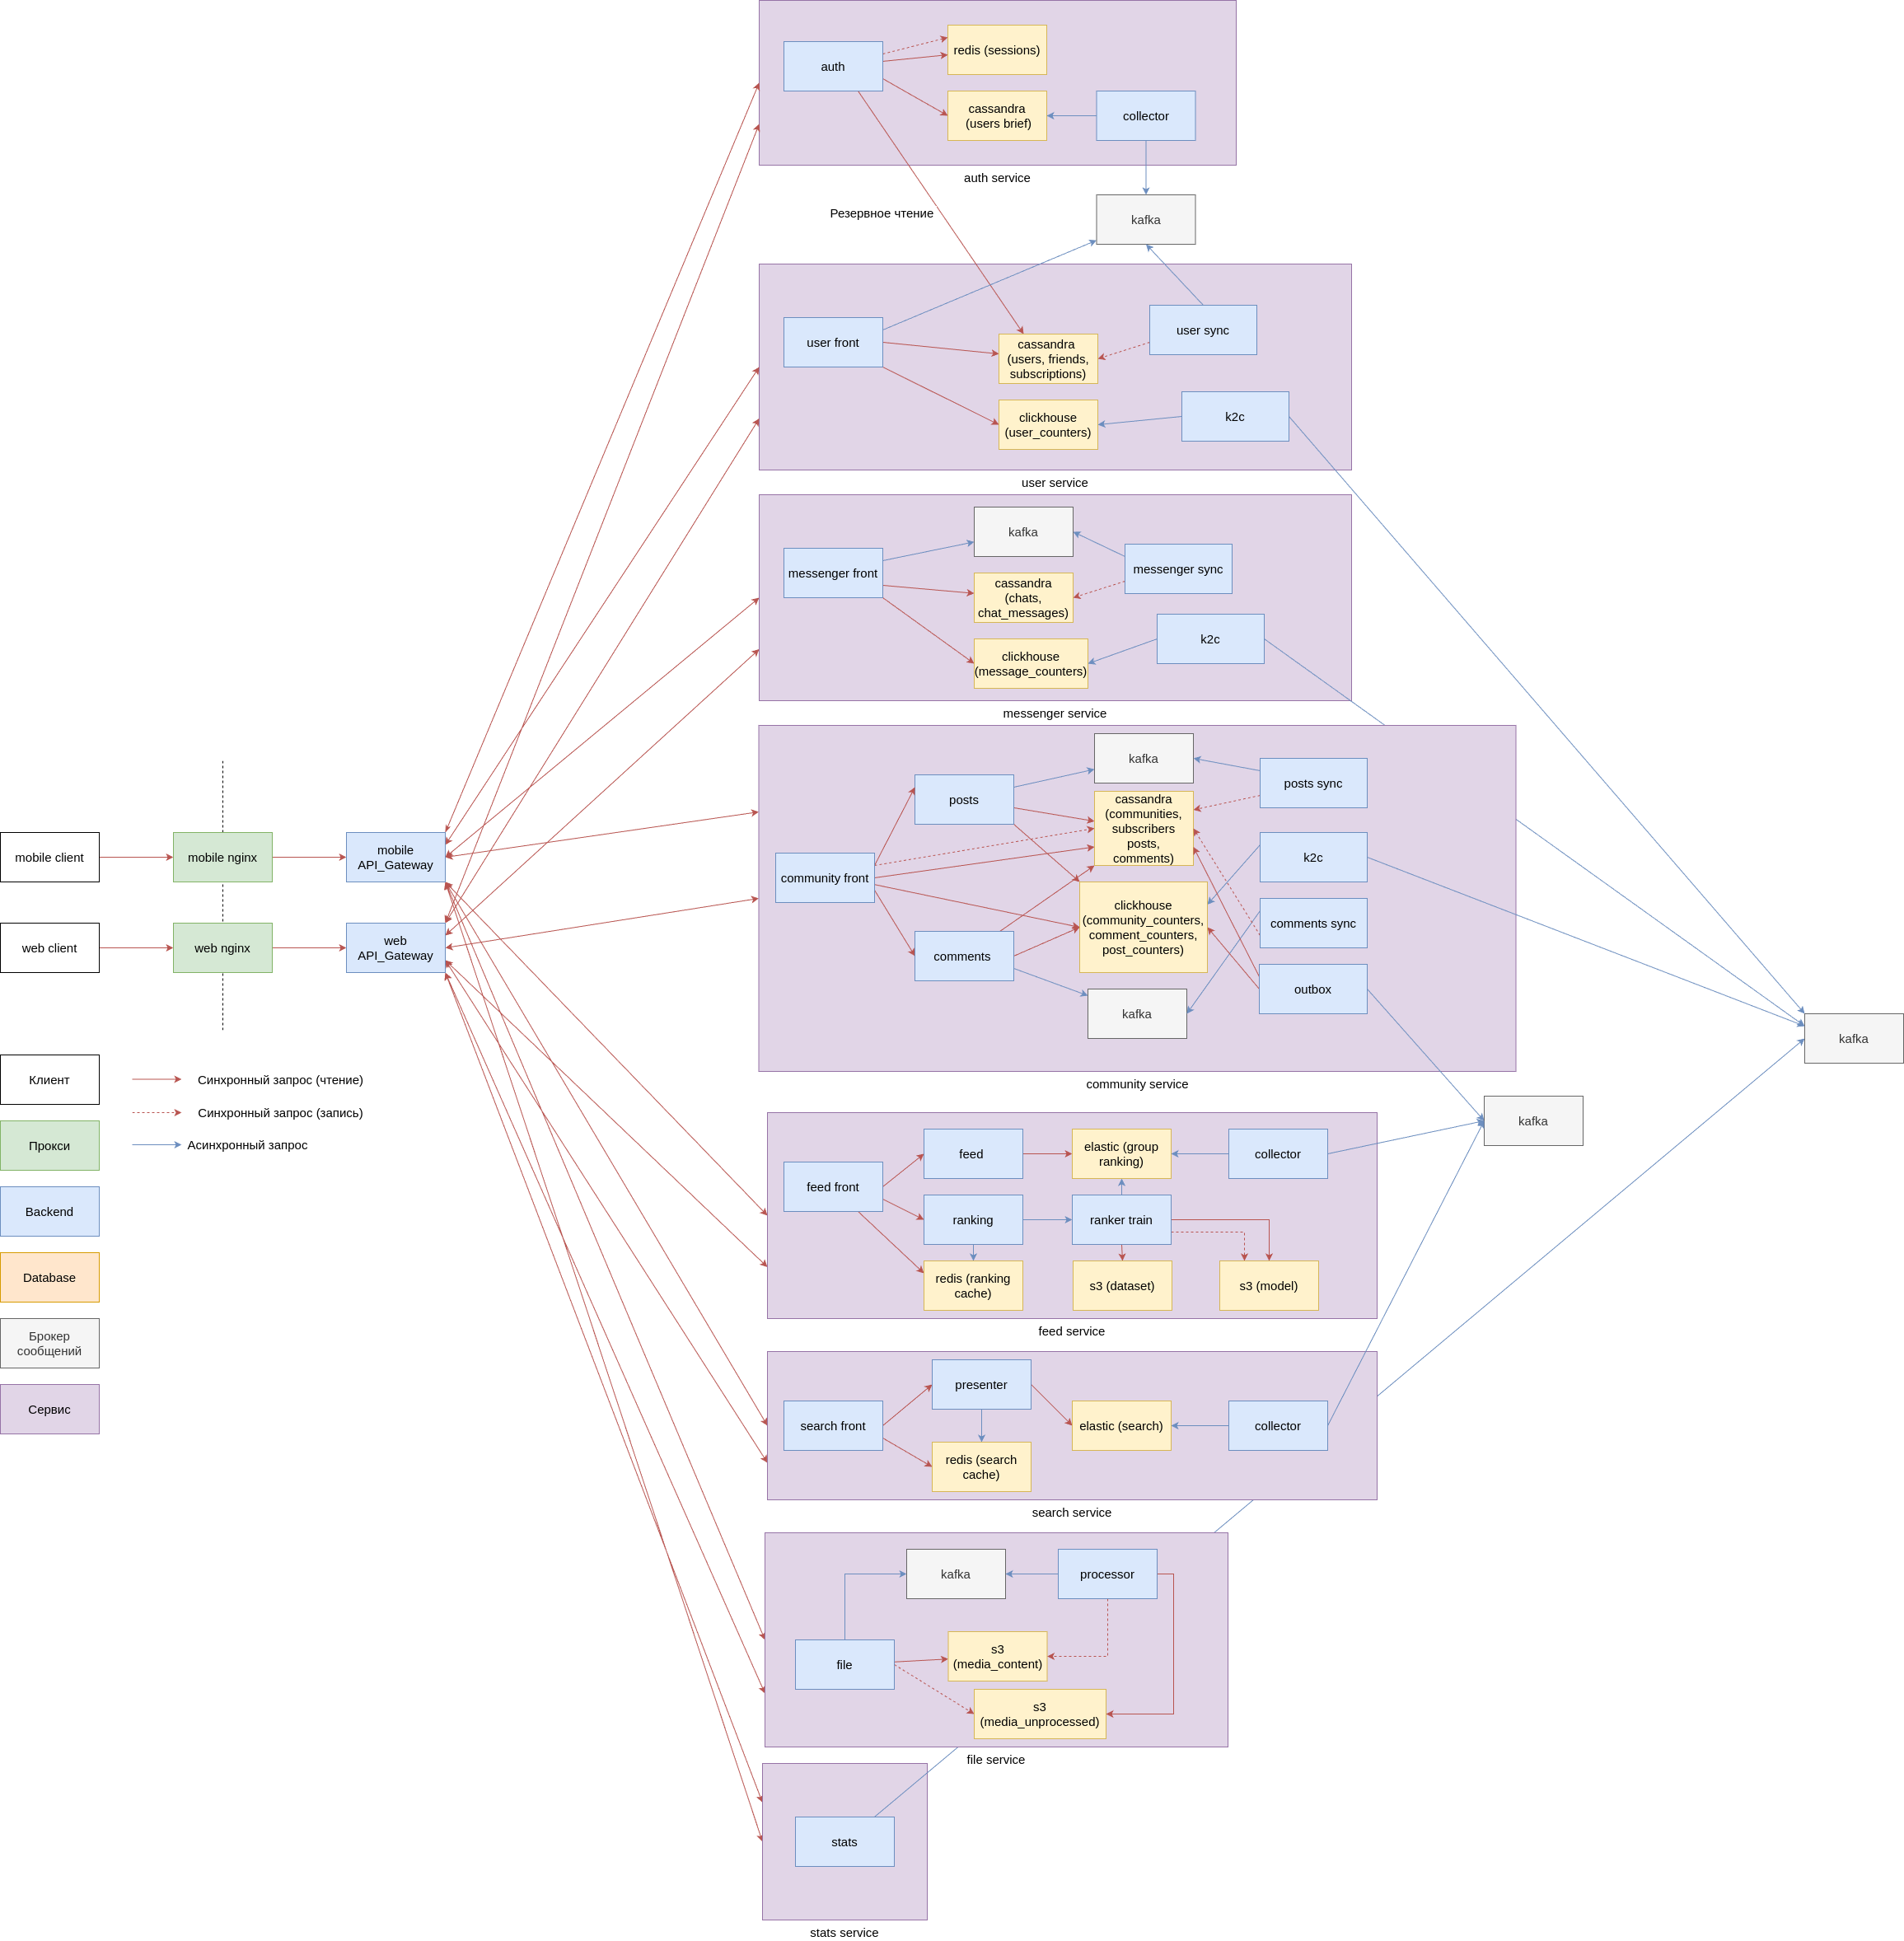 auth
redis (sessions)
cassandra
(users brief)
collector
auth service
Резервное чтение
kafka
user front
cassandra
(users, friends,
subscriptions)
user sync
clickhouse
(user_counters)
k2c
user service
messenger front
kafka
cassandra
(chats,
chat_messages)
messenger sync
clickhouse
(message_counters)
k2c
messenger service
mobile client
mobile nginx
mobile
API_Gateway
web client
web nginx
web
API_Gateway
community front
posts
comments
kafka
cassandra
(communities,
subscribers
posts,
comments)
clickhouse
(community_counters,
comment_counters,
post_counters)
kafka
posts sync
k2c
comments sync
outbox
community service
kafka
kafka
Клиент
Прокси
Backend
Database
Брокер
сообщений
Сервис
Синхронный запрос (чтение)
Синхронный запрос (запись)
Асинхронный запрос
feed front
feed
elastic (group
ranking)
collector
ranking
ranker train
redis (ranking
cache)
s3 (dataset)
s3 (model)
feed service
search front
presenter
redis (search
cache)
elastic (search)
collector
search service
kafka
processor
file
s3
(media_content)
s3
(media_unprocessed)
file service
stats
stats service